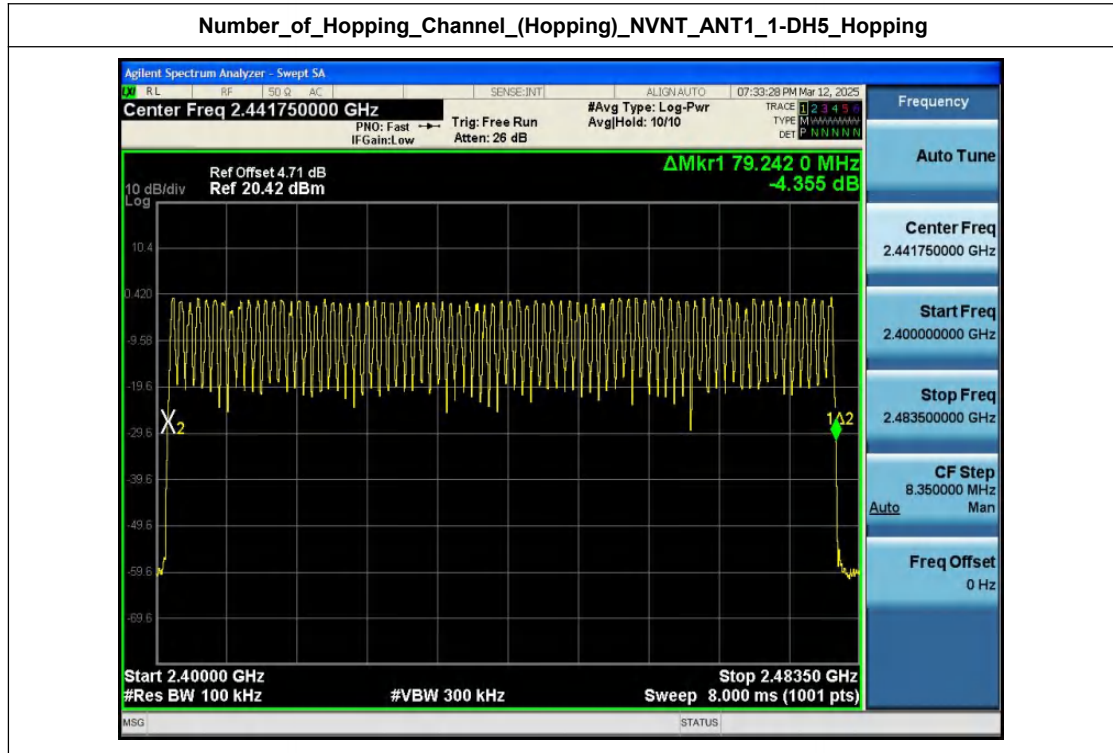 Number_of_Hopping_Channel_(Hopping)_NVNT_ANT1_1-DH5_Hopping
Agilent Spectrum Analyzer - Swept SA
LXI RL RF 50 Ω AC SENSE:INT ALIGN AUTO 07:33:28 PM Mar 12, 2025
Center Freq 2.441750000 GHz
PNO: Fast
IFGain:Low
Trig: Free Run
Atten: 26 dB
#Avg Type: Log-Pwr
Avg|Hold: 10/10
TRACE 1 2 3 4 5 6
TYPE M
DET P N N N N N
ΔMkr1 79.242 0 MHz
-4.355 dB
Ref Offset 4.71 dB
10 dB/div Ref 20.42 dBm
Log
10.4
0.420
-9.58
-19.6
-29.6
-39.6
-49.6
-59.6
-69.6
2
1Δ2
Start 2.40000 GHz Stop 2.48350 GHz
#Res BW 100 kHz #VBW 300 kHz Sweep 8.000 ms (1001 pts)
MSG STATUS
Frequency
Auto Tune
Center Freq
2.441750000 GHz
Start Freq
2.400000000 GHz
Stop Freq
2.483500000 GHz
CF Step
8.350000 MHz
Auto Man
Freq Offset
0 Hz